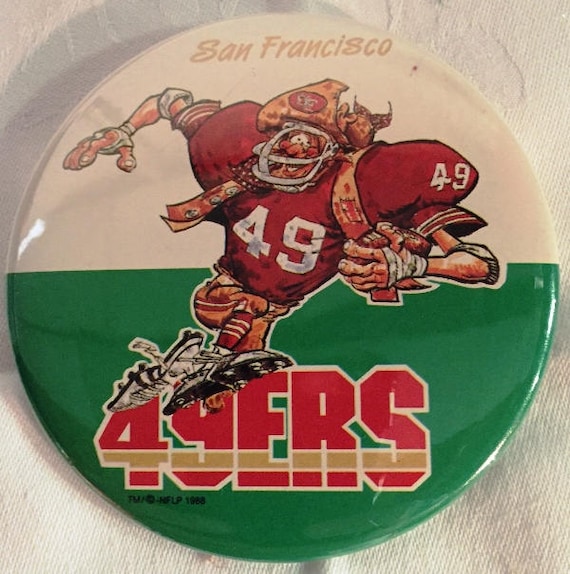 San Francisco
49
49
49ERS
TM/©-NFLP 1988